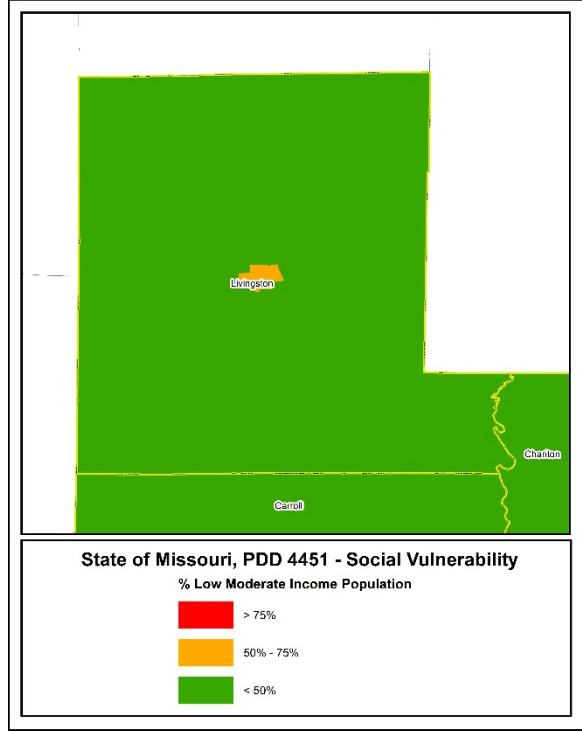 Livingston
Chariton
Carroll
State of Missouri, PDD 4451 - Social Vulnerability
% Low Moderate Income Population
> 75%
50% - 75%
< 50%